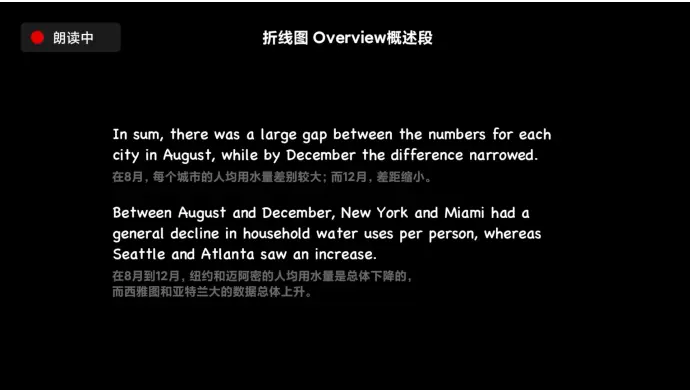 朗读中
折线图 Overview概述段
In sum, there was a large gap between the numbers for each
city in August, while by December the difference narrowed.
在8月，每个城市的人均用水量差别较大；而12月，差距缩小。
Between August and December, New York and Miami had a
general decline in household water uses per person, whereas
Seattle and Atlanta saw an increase.
在8月到12月，纽约和迈阿密的人均用水量是总体下降的，
而西雅图和亚特兰大的数据总体上升。